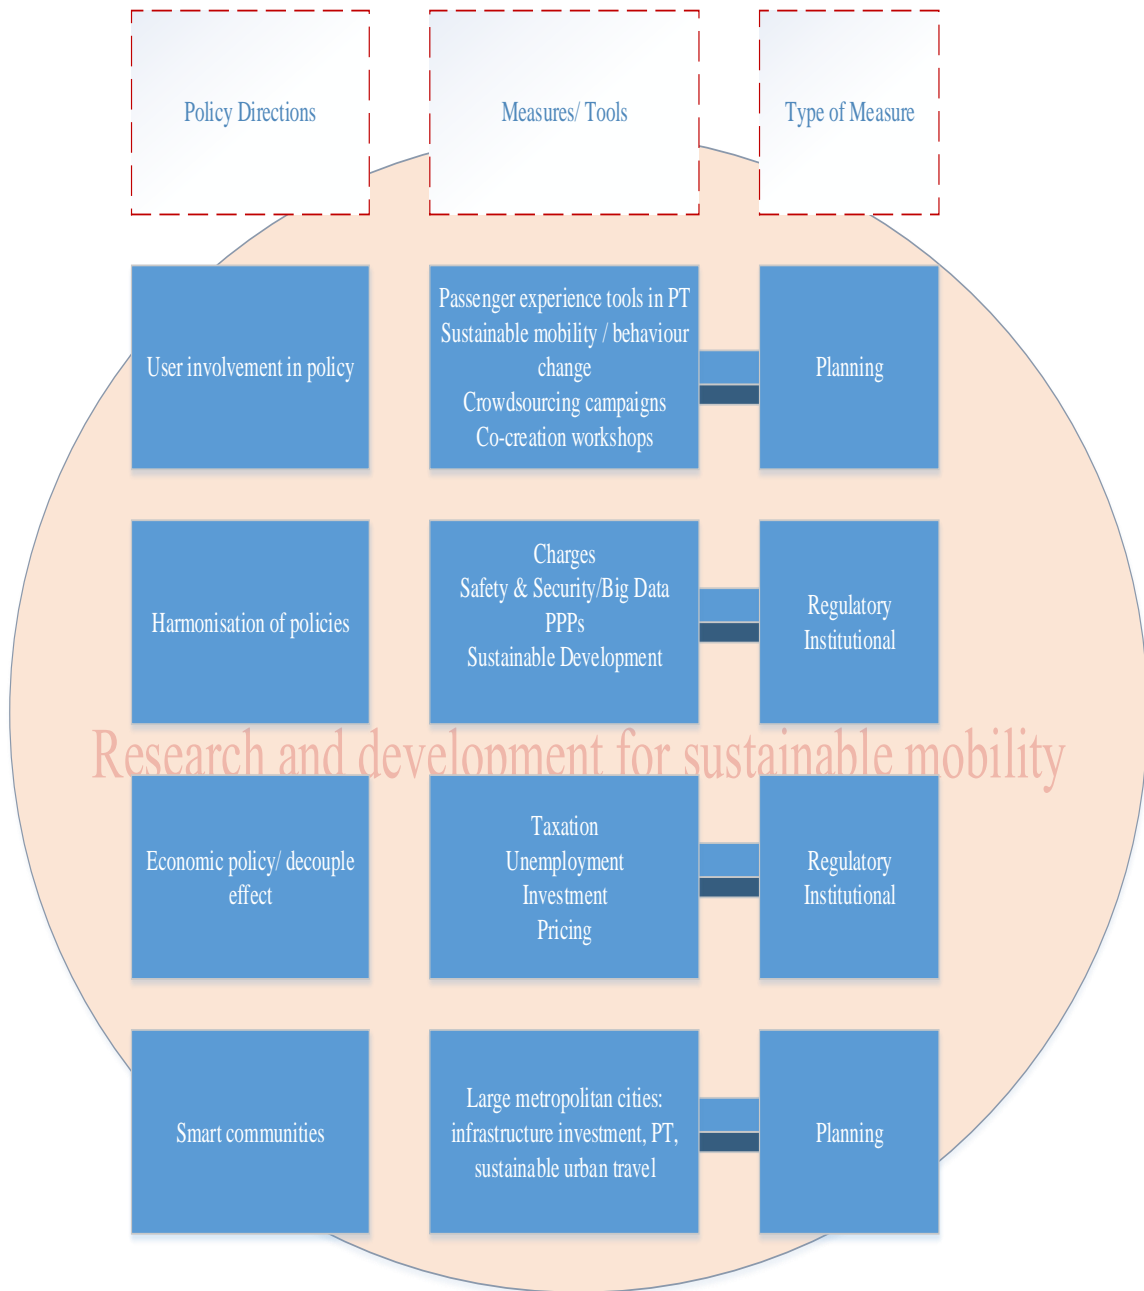 Policy Directions
Measures/ Tools
Type of Measure
User involvement in policy
Passenger experience tools in PT
Sustainable mobility / behaviour
change
Crowdsourcing campaigns
Co-creation workshops
Planning
Harmonisation of policies
Charges
Safety & Security/Big Data
PPPs
Sustainable Development
Regulatory
Institutional
Research and development for sustainable mobility
Economic policy/ decouple
effect
Taxation
Unemployment
Investment
Pricing
Regulatory
Institutional
Smart communities
Large metropolitan cities:
infrastructure investment, PT,
sustainable urban travel
Planning